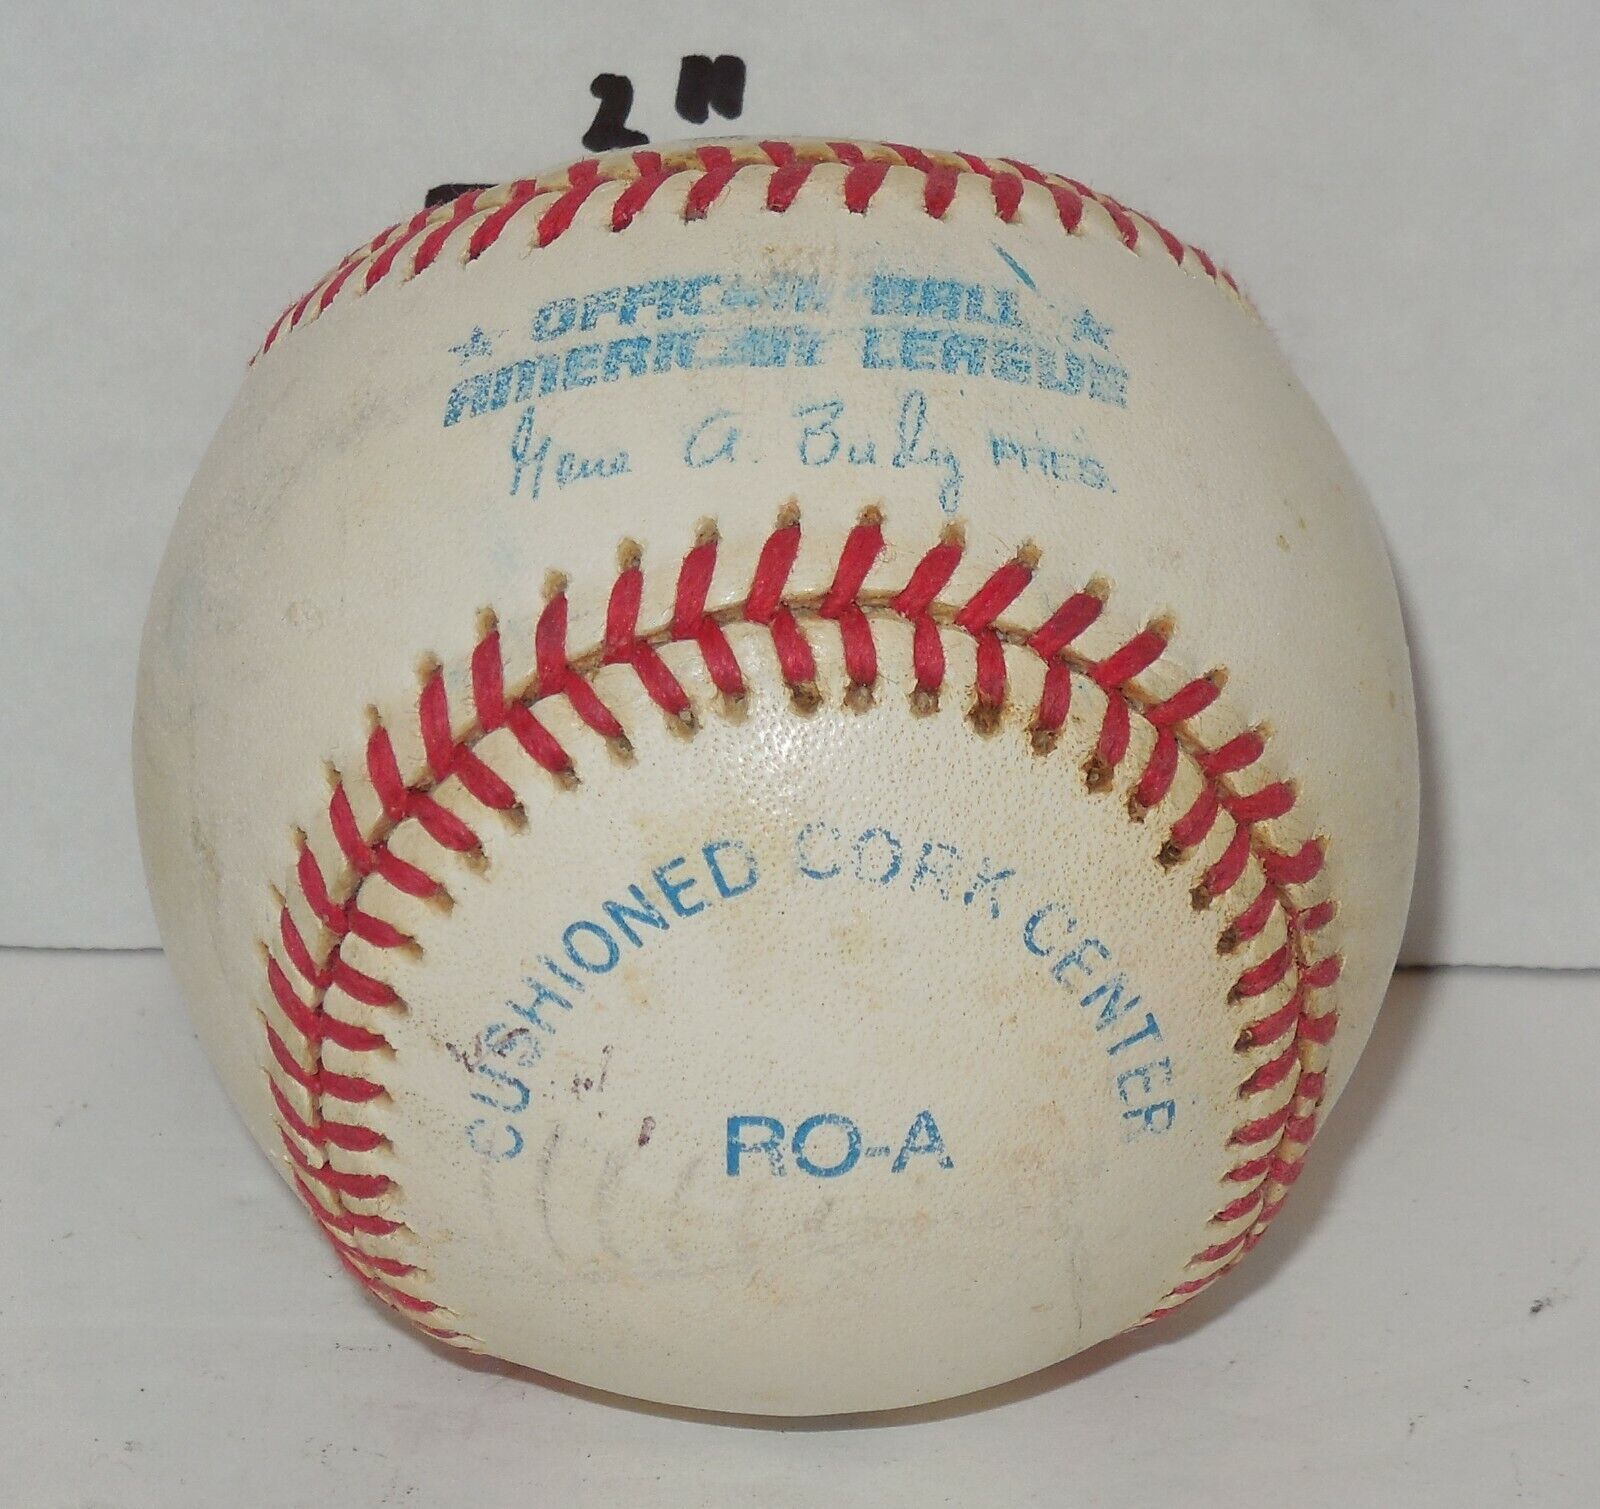 2"
★ OFFICIAL BALL ★
AMERICAN LEAGUE
Gene A. Budig PRES.
CUSHIONED CORK CENTER
RO-A